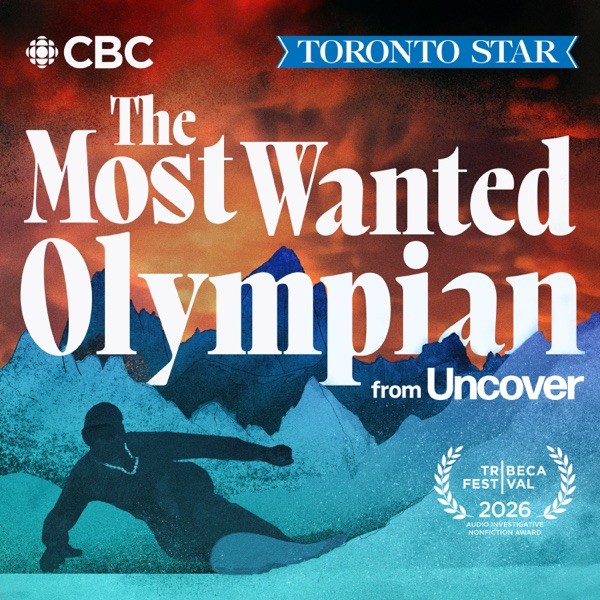 CBC
TORONTO STAR
The
Most Wanted
Olympian
from Uncover
TRIBECA
FESTIVAL
2026
AUDIO INVESTIGATIVE
NONFICTION AWARD